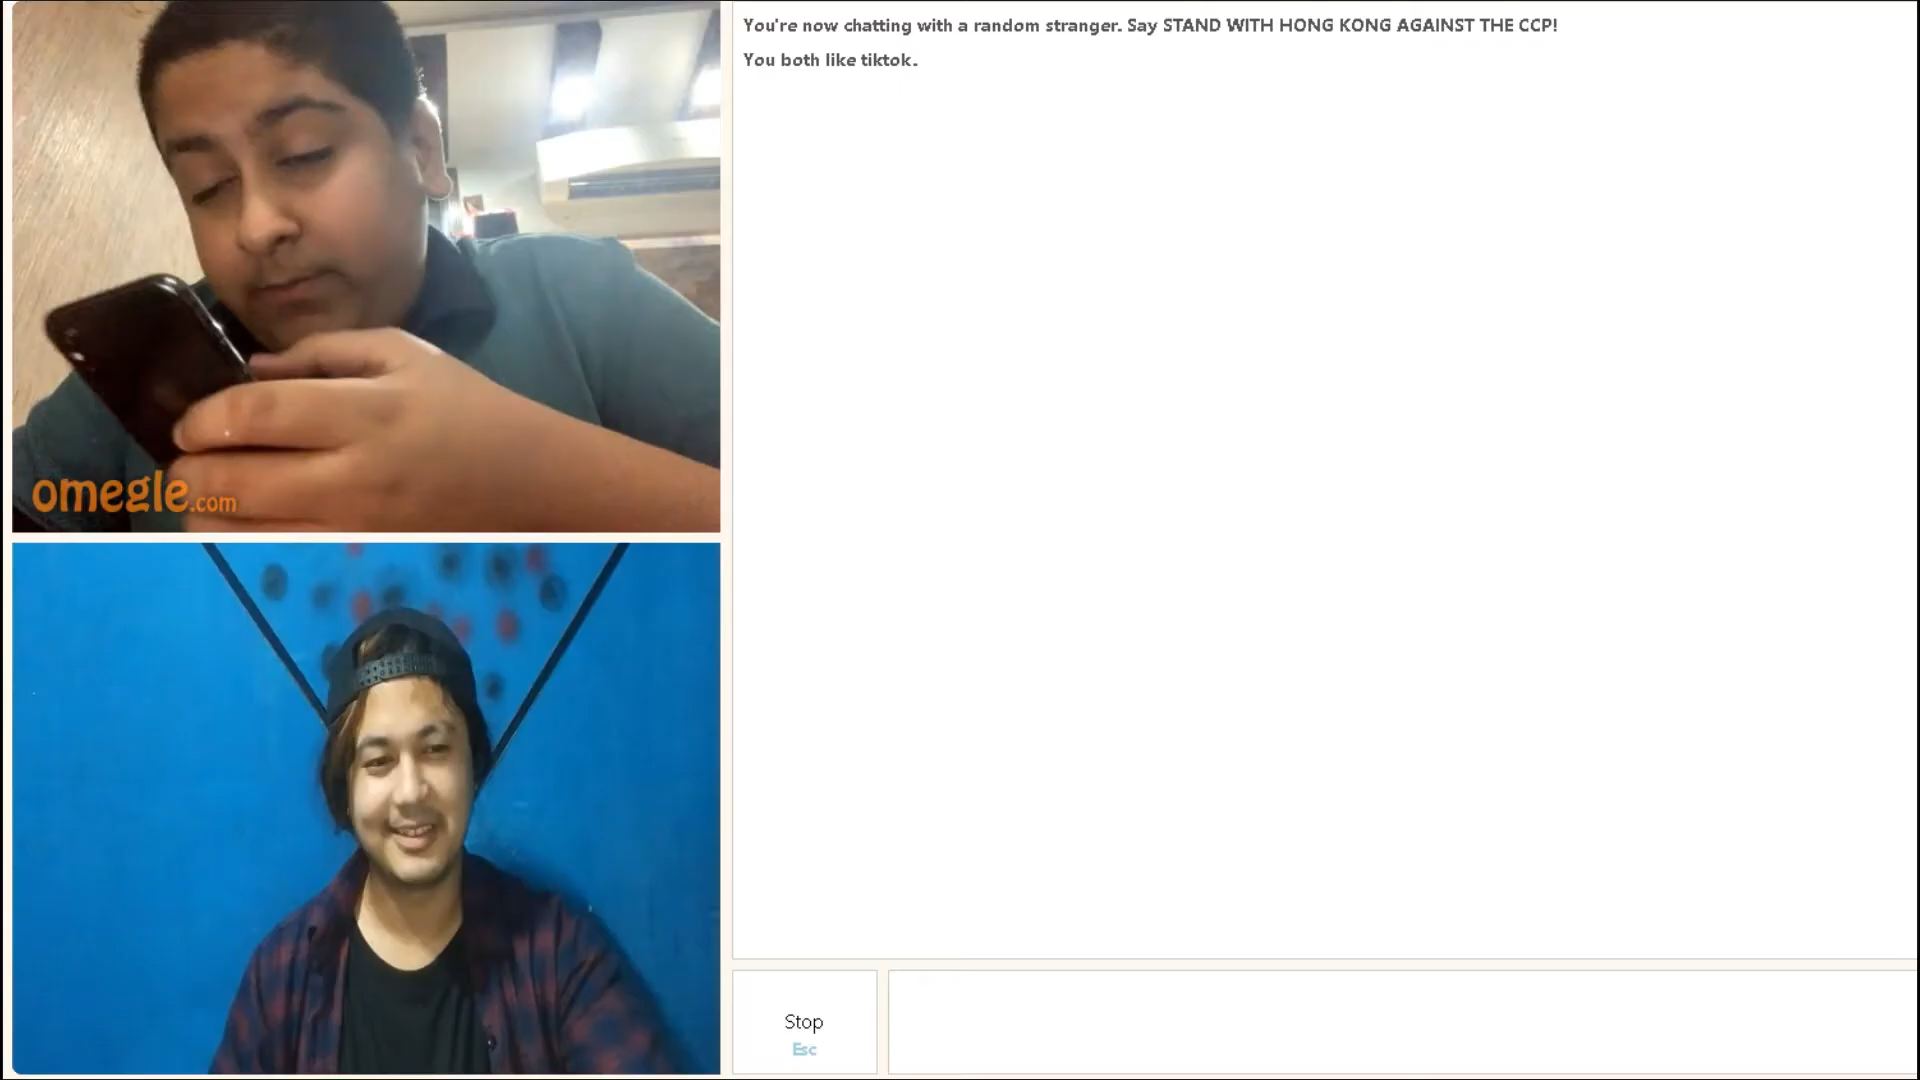 You're now chatting with a random stranger. Say STAND WITH HONG KONG AGAINST THE CCP!
You both like tiktok.
omegle.com
Stop
Esc